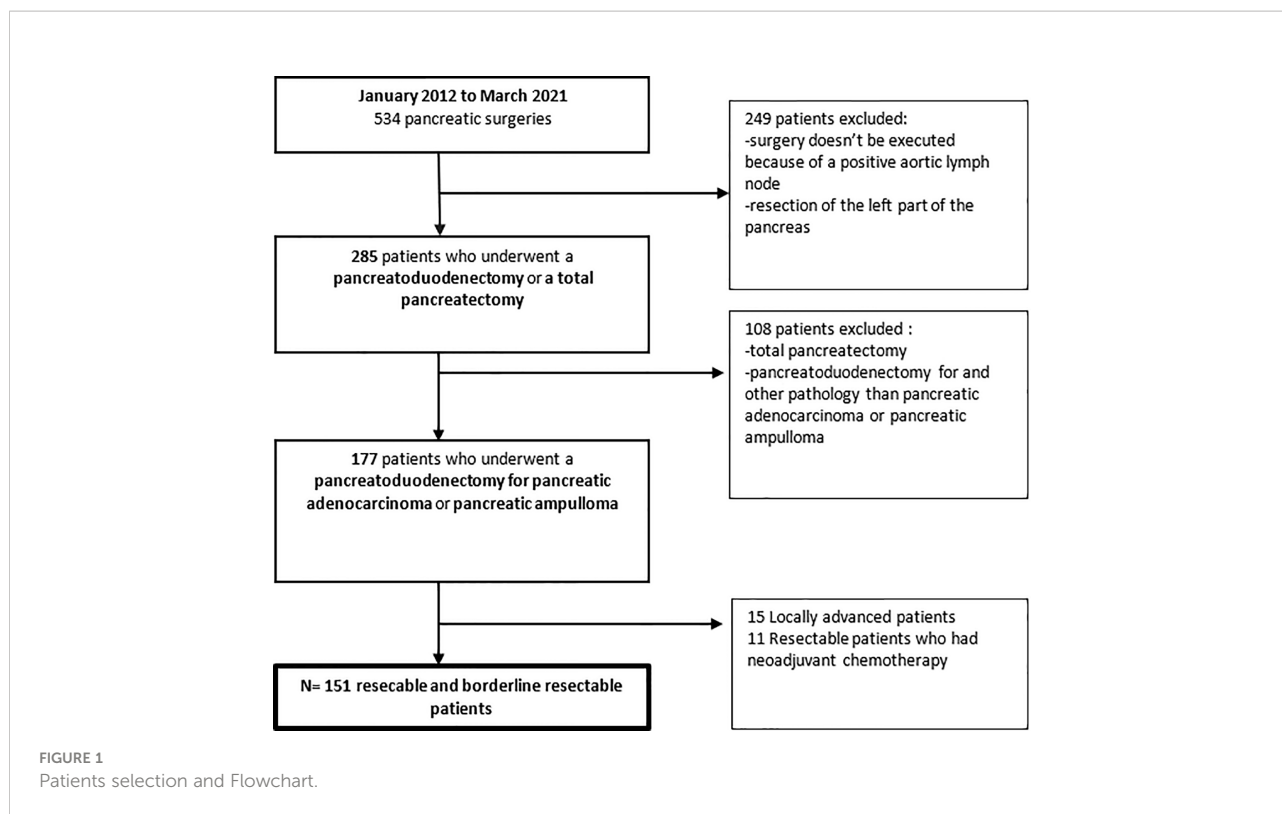 January 2012 to March 2021
534 pancreatic surgeries
249 patients excluded:
-surgery doesn't be executed
because of a positive aortic lymph
node
-resection of the left part of the
pancreas
285 patients who underwent a
pancreatoduodenectomy or a total
pancreatectomy
108 patients excluded :
-total pancreatectomy
-pancreatoduodenectomy for and
other pathology than pancreatic
adenocarcinoma or pancreatic
ampulloma
177 patients who underwent a
pancreatoduodenectomy for pancreatic
adenocarcinoma or pancreatic ampulloma
15 Locally advanced patients
11 Resectable patients who had
neoadjuvant chemotherapy
N= 151 resecable and borderline resectable
patients
FIGURE 1
Patients selection and Flowchart.